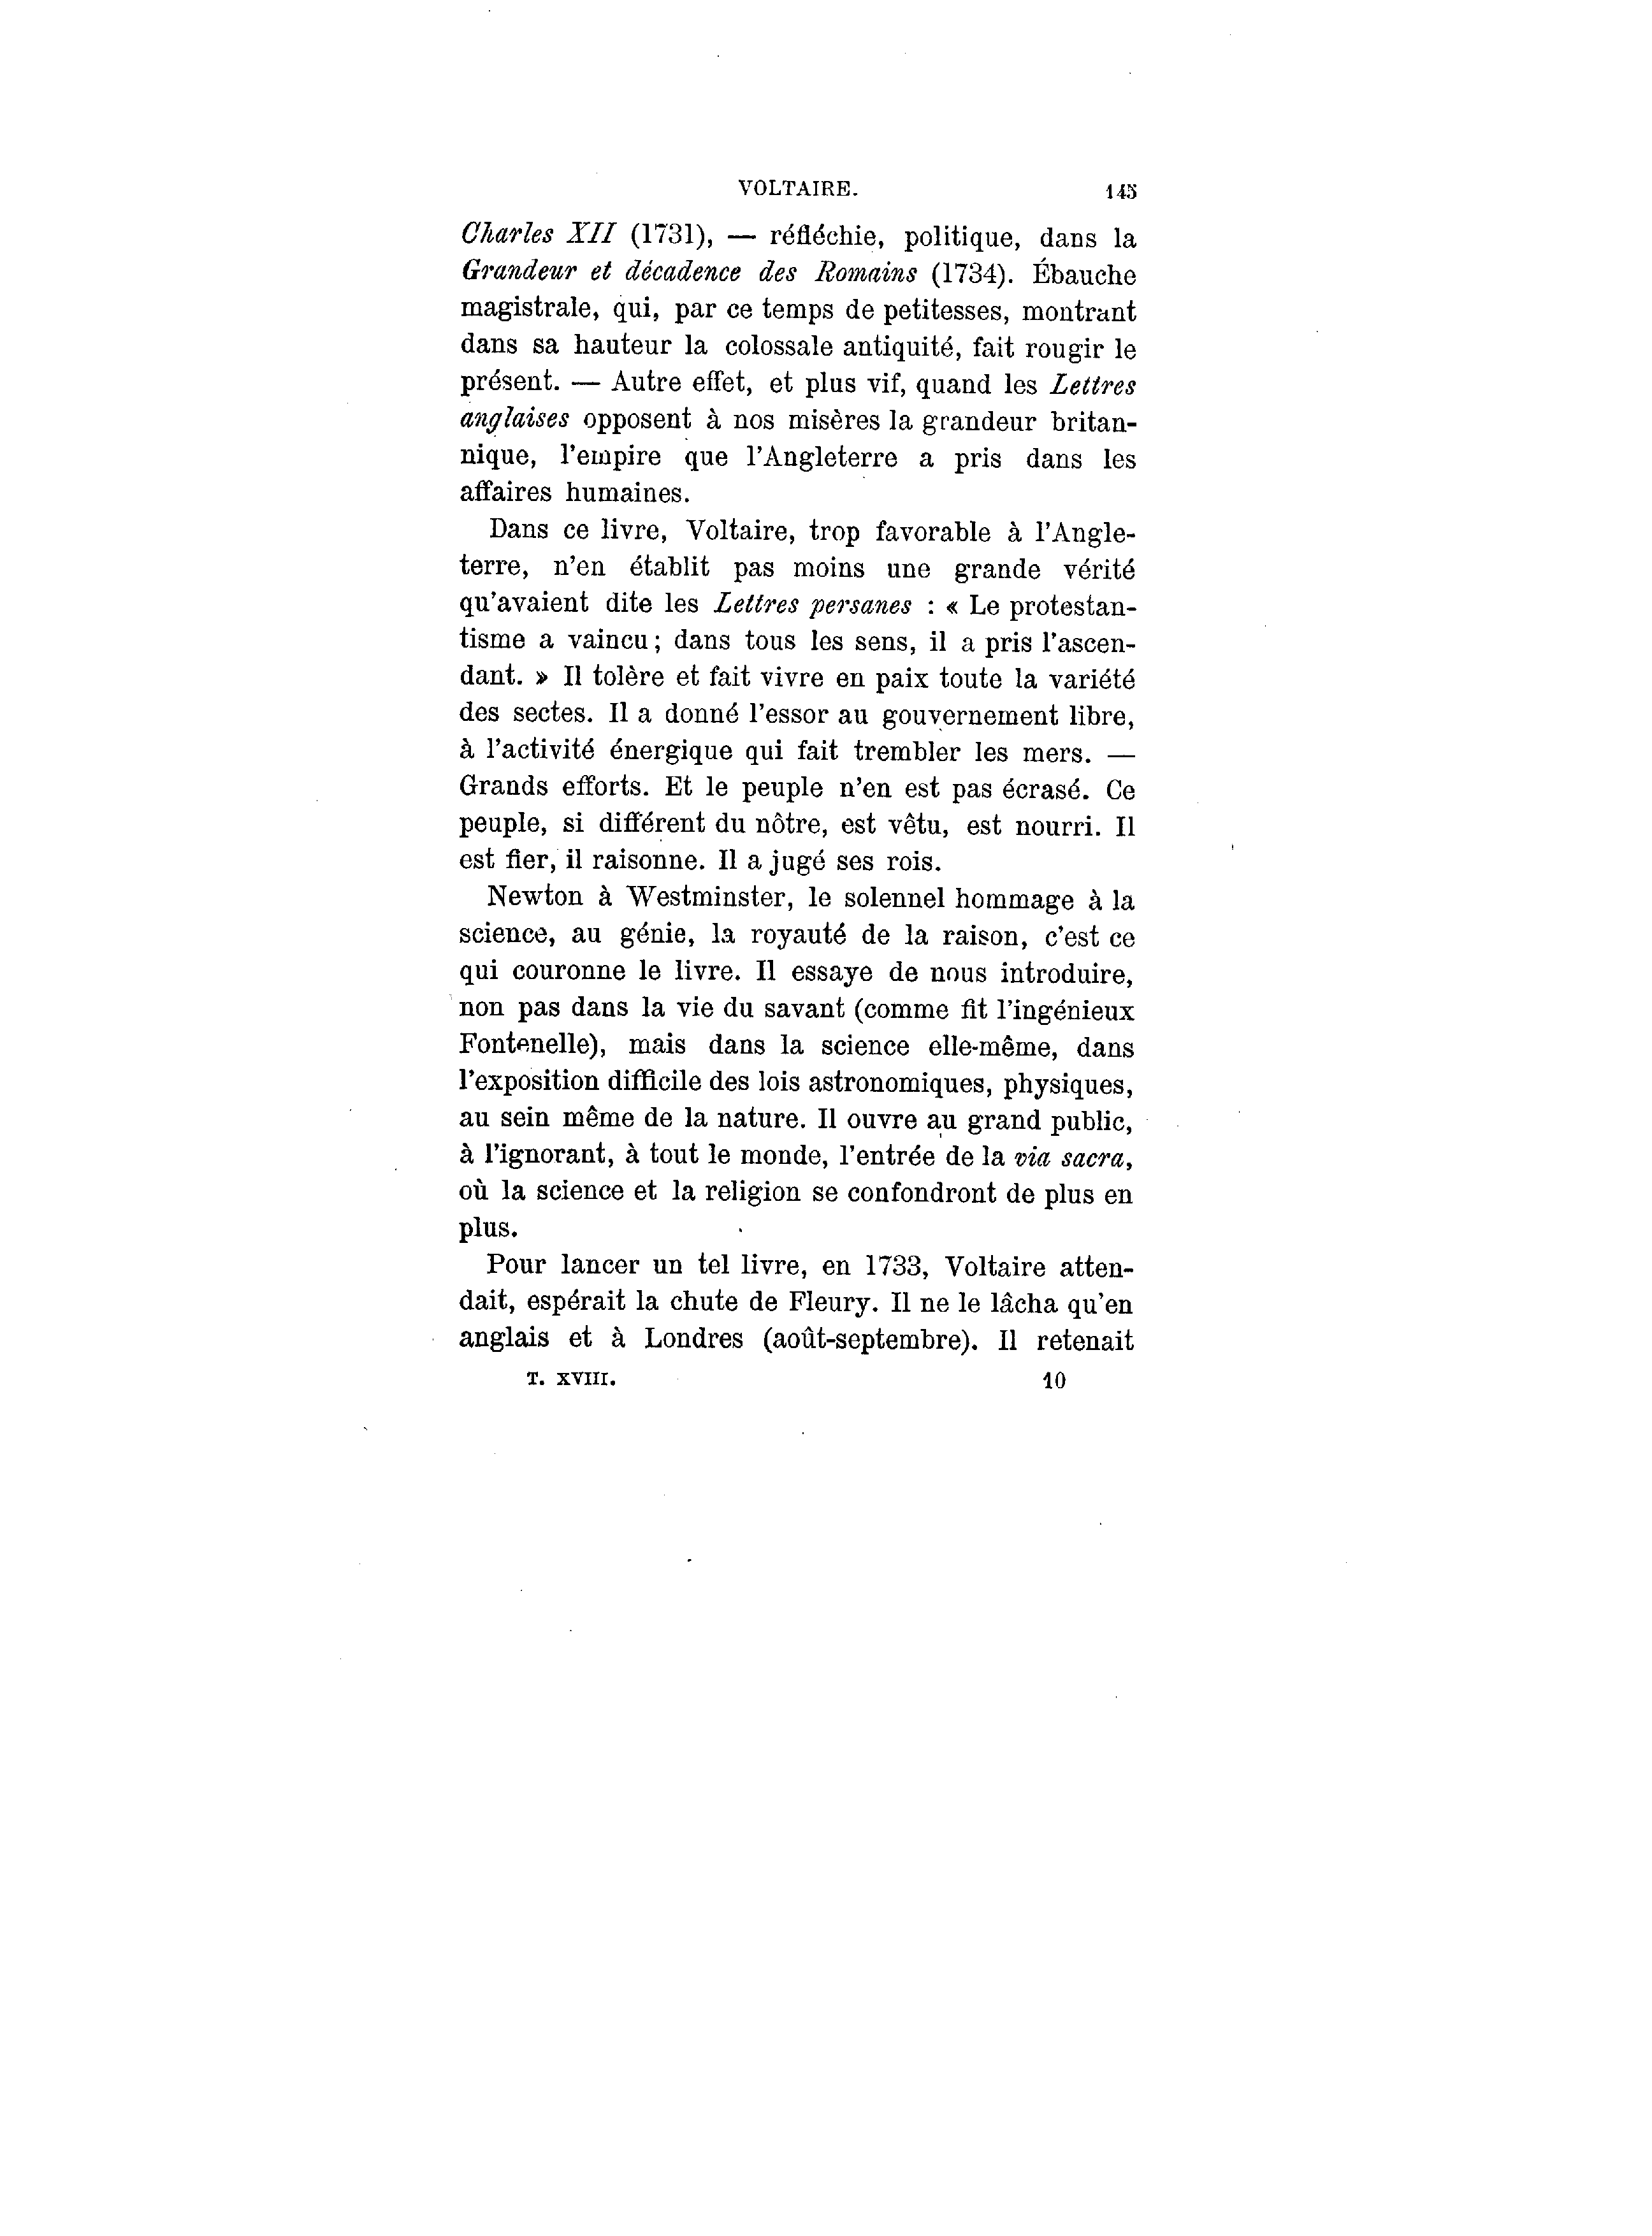 VOLTAIRE. 145
Charles XII (1731), — réfléchie, politique, dans la
Grandeur et décadence des Romains (1734). Ébauche
magistrale, qui, par ce temps de petitesses, montrant
dans sa hauteur la colossale antiquité, fait rougir le
présent. — Autre effet, et plus vif, quand les Lettres
anglaises opposent à nos misères la grandeur britan-
nique, l'empire que l'Angleterre a pris dans les
affaires humaines.
Dans ce livre, Voltaire, trop favorable à l'Angle-
terre, n'en établit pas moins une grande vérité
qu'avaient dite les Lettres persanes : « Le protestan-
tisme a vaincu ; dans tous les sens, il a pris l'ascen-
dant. » Il tolère et fait vivre en paix toute la variété
des sectes. Il a donné l'essor au gouvernement libre,
à l'activité énergique qui fait trembler les mers. —
Grands efforts. Et le peuple n'en est pas écrasé. Ce
peuple, si différent du nôtre, est vêtu, est nourri. Il
est fier, il raisonne. Il a jugé ses rois.
Newton à Westminster, le solennel hommage à la
science, au génie, la royauté de la raison, c'est ce
qui couronne le livre. Il essaye de nous introduire,
non pas dans la vie du savant (comme fit l'ingénieux
Fontenelle), mais dans la science elle-même, dans
l'exposition difficile des lois astronomiques, physiques,
au sein même de la nature. Il ouvre au grand public,
à l'ignorant, à tout le monde, l'entrée de la via sacra,
où la science et la religion se confondront de plus en
plus.
Pour lancer un tel livre, en 1733, Voltaire atten-
dait, espérait la chute de Fleury. Il ne le lâcha qu'en
anglais et à Londres (août-septembre). Il retenait
T. XVIII. 10